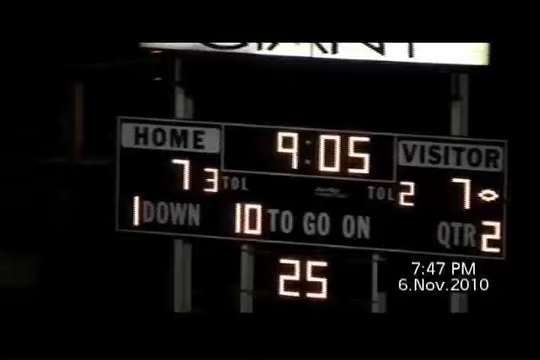 GIANT
HOME 9:05 VISITOR
7 3 TOL TOL 2 7
1 DOWN 10 TO GO ON QTR 2
25
7:47 PM
6.Nov.2010